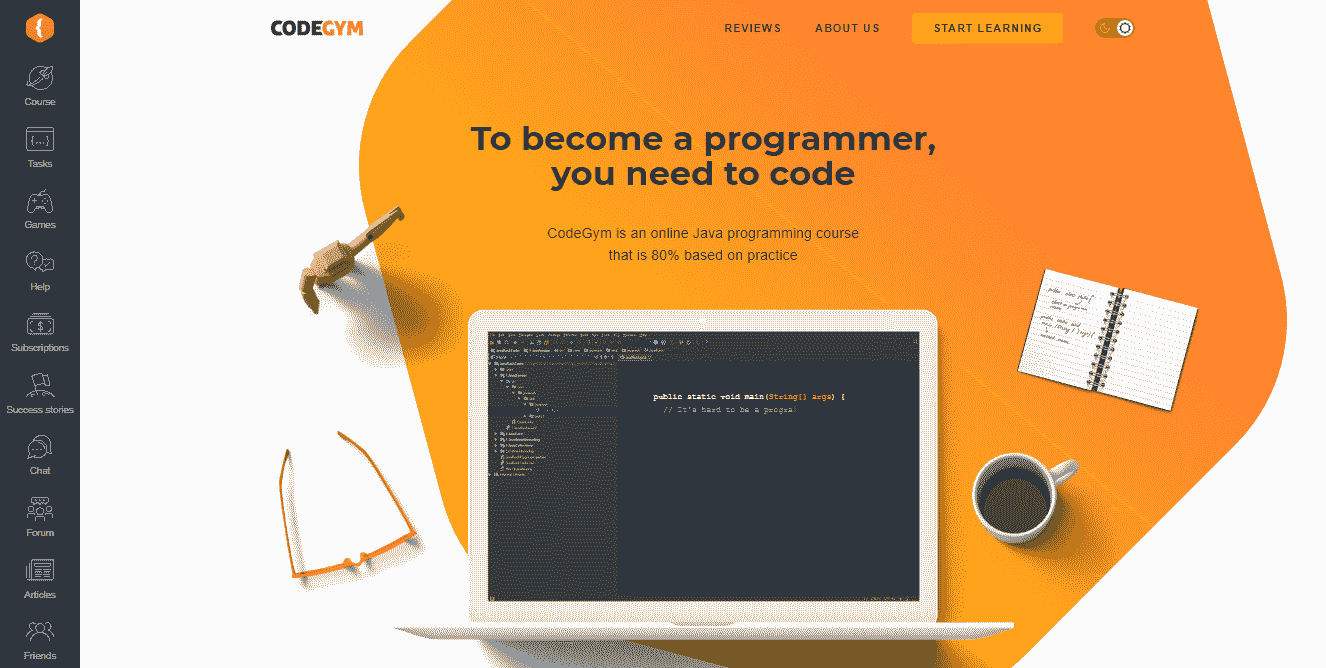 CODEGYM
REVIEWS
ABOUT US
START LEARNING
Course
Tasks
Games
Help
Subscriptions
Success stories
Chat
Forum
Articles
Friends
To become a programmer,
you need to code
CodeGym is an online Java programming course
that is 80% based on practice
public static void main(String[] args) {
// It's hard to be a progra